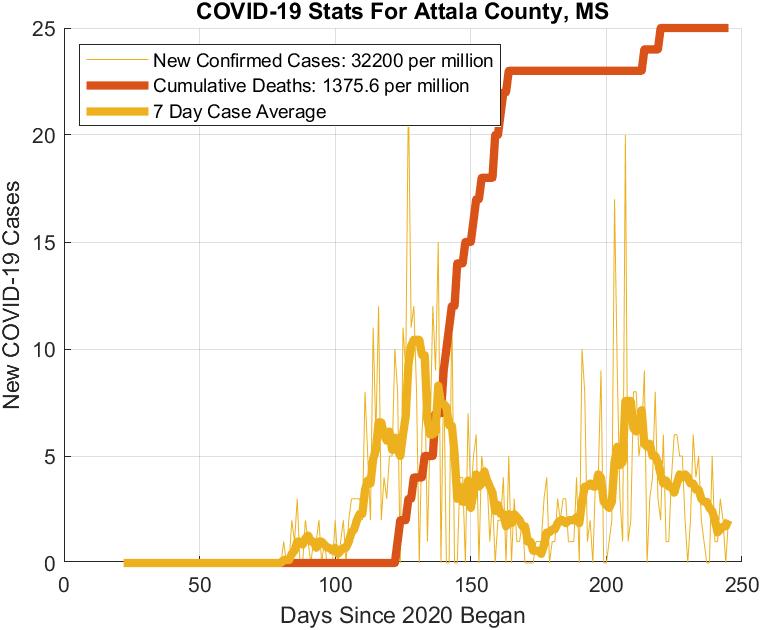 COVID-19 Stats For Attala County, MS
New Confirmed Cases: 32200 per million
Cumulative Deaths: 1375.6 per million
7 Day Case Average
New COVID-19 Cases
25
20
15
10
5
0
0 50 100 150 200 250
Days Since 2020 Began